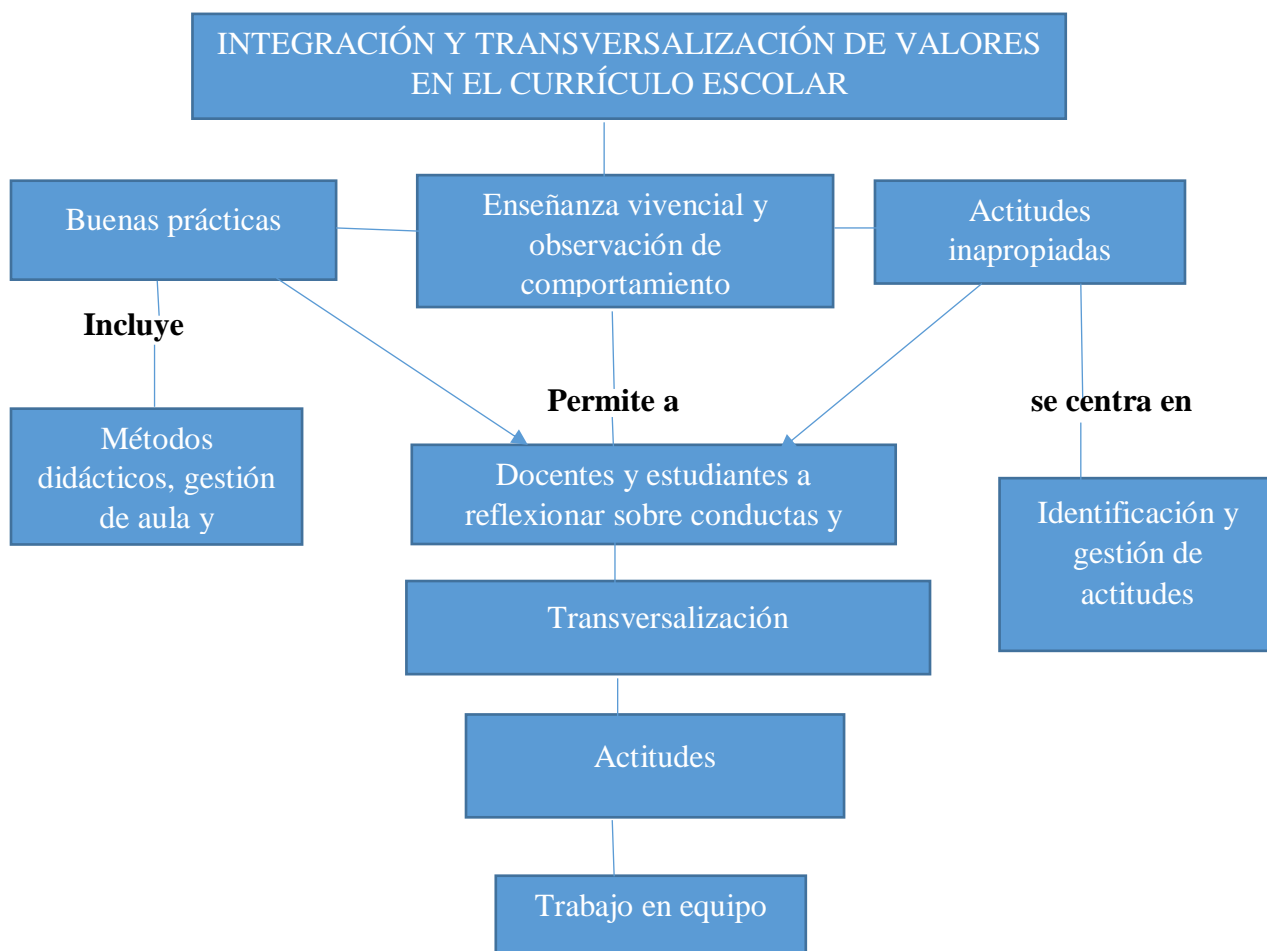 INTEGRACIÓN Y TRANSVERSALIZACIÓN DE VALORES
EN EL CURRÍCULO ESCOLAR
Buenas prácticas
Enseñanza vivencial y
observación de
comportamiento
Actitudes
inapropiadas
Incluye
Permite a
se centra en
Métodos
didácticos, gestión
de aula y
Docentes y estudiantes a
reflexionar sobre conductas y
Identificación y
gestión de
actitudes
Transversalización
Actitudes
Trabajo en equipo